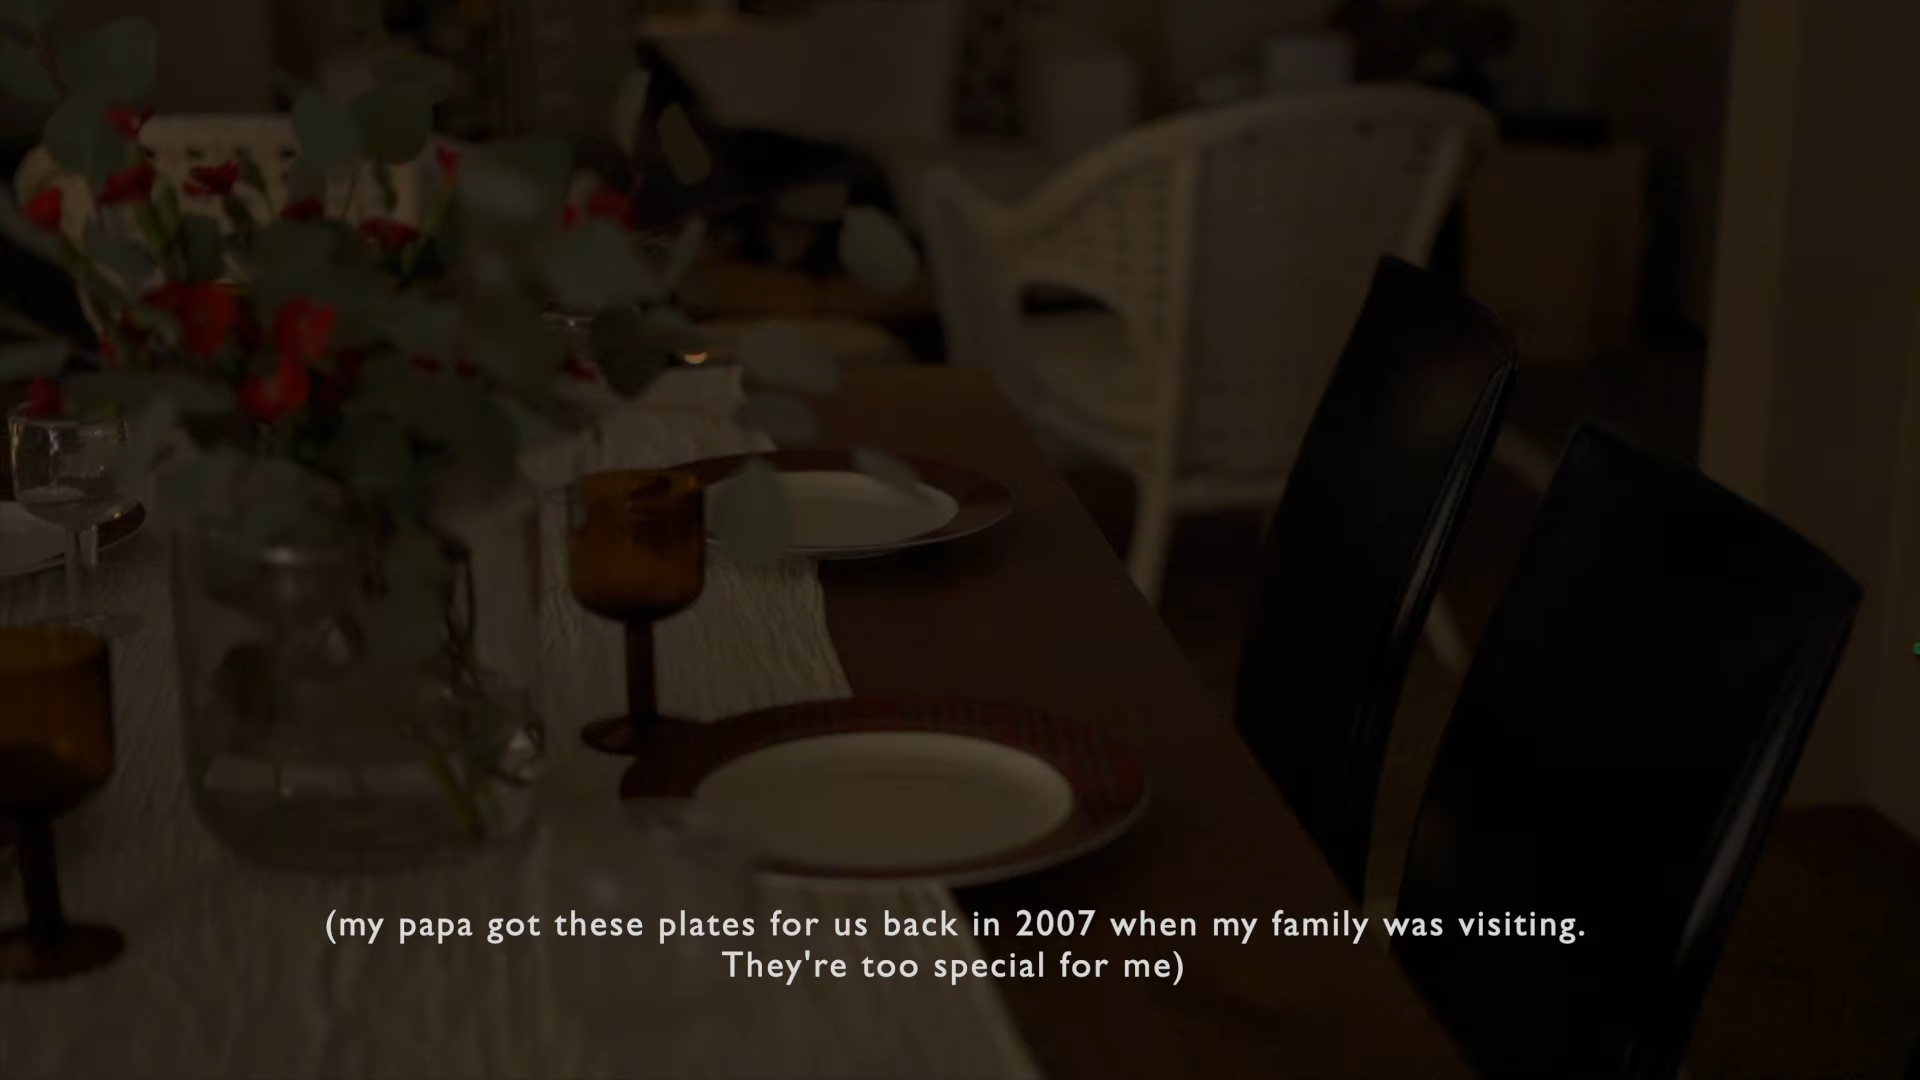 (my papa got these plates for us back in 2007 when my family was visiting.
They're too special for me)